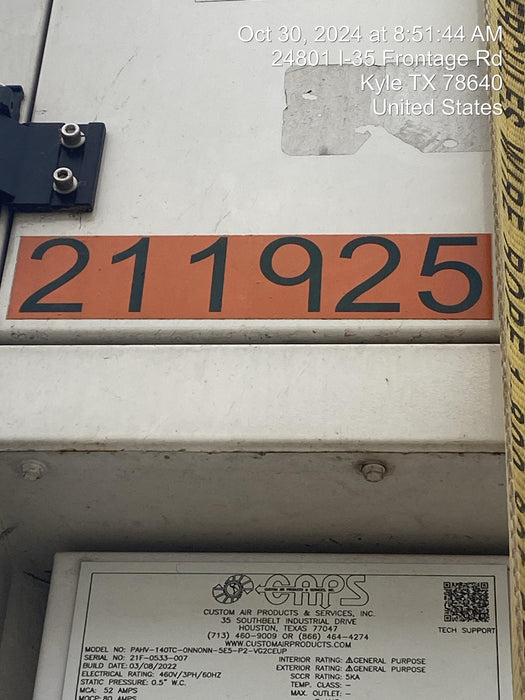 Oct 30, 2024 at 8:51:44 AM
24801 I-35 Frontage Rd
Kyle TX 78640
United States
211925
CAPS
CUSTOM AIR PRODUCTS & SERVICES, INC.
35 SOUTHBELT INDUSTRIAL DRIVE
HOUSTON, TEXAS 77047
(713) 460-9009 OR (866) 464-4274
WWW.CUSTOMAIRPRODUCTS.COM
TECH SUPPORT
MODEL NO: PAHV-140TC-0NN0NN-5E5-P2-VG2CEUP
SERIAL NO: 21F-0533-007
BUILD DATE: 03/08/2022
ELECTRICAL RATING: 460V/3PH/60HZ
STATIC PRESSURE: 0.5" W.C.
MCA: 52 AMPS
MOCP: 80 AMPS
INTERIOR RATING: GENERAL PURPOSE
EXTERIOR RATING: GENERAL PURPOSE
SCCR RATING: 5KA
TEMP. CLASS: -
MAX. OUTLET: -